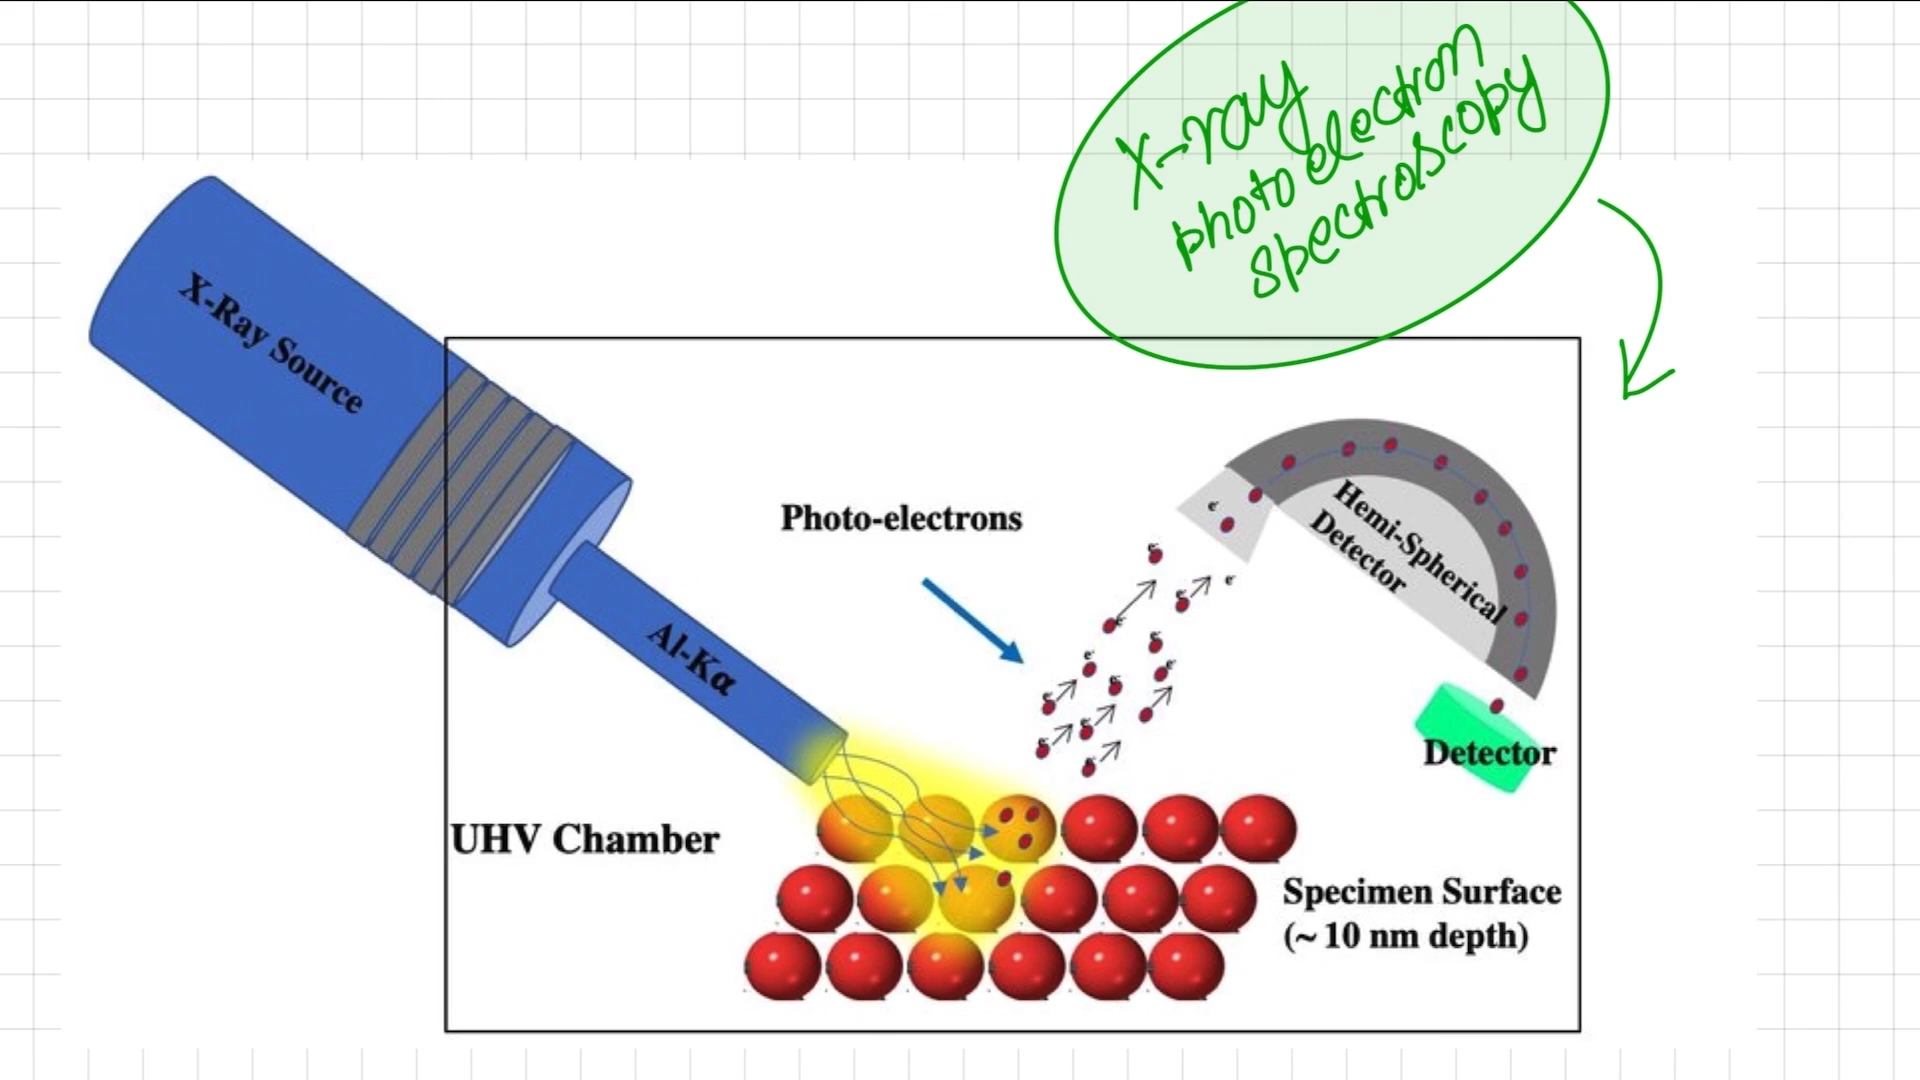 X-ray
photoelectron
spectroscopy
X-Ray Source
Photo-electrons
Hemi-Spherical
Detector
Al-Kα
e-
e-
e-
e-
e-
e-
e-
e-
e-
e-
e-
e-
e-
Detector
UHV Chamber
Specimen Surface
(~ 10 nm depth)